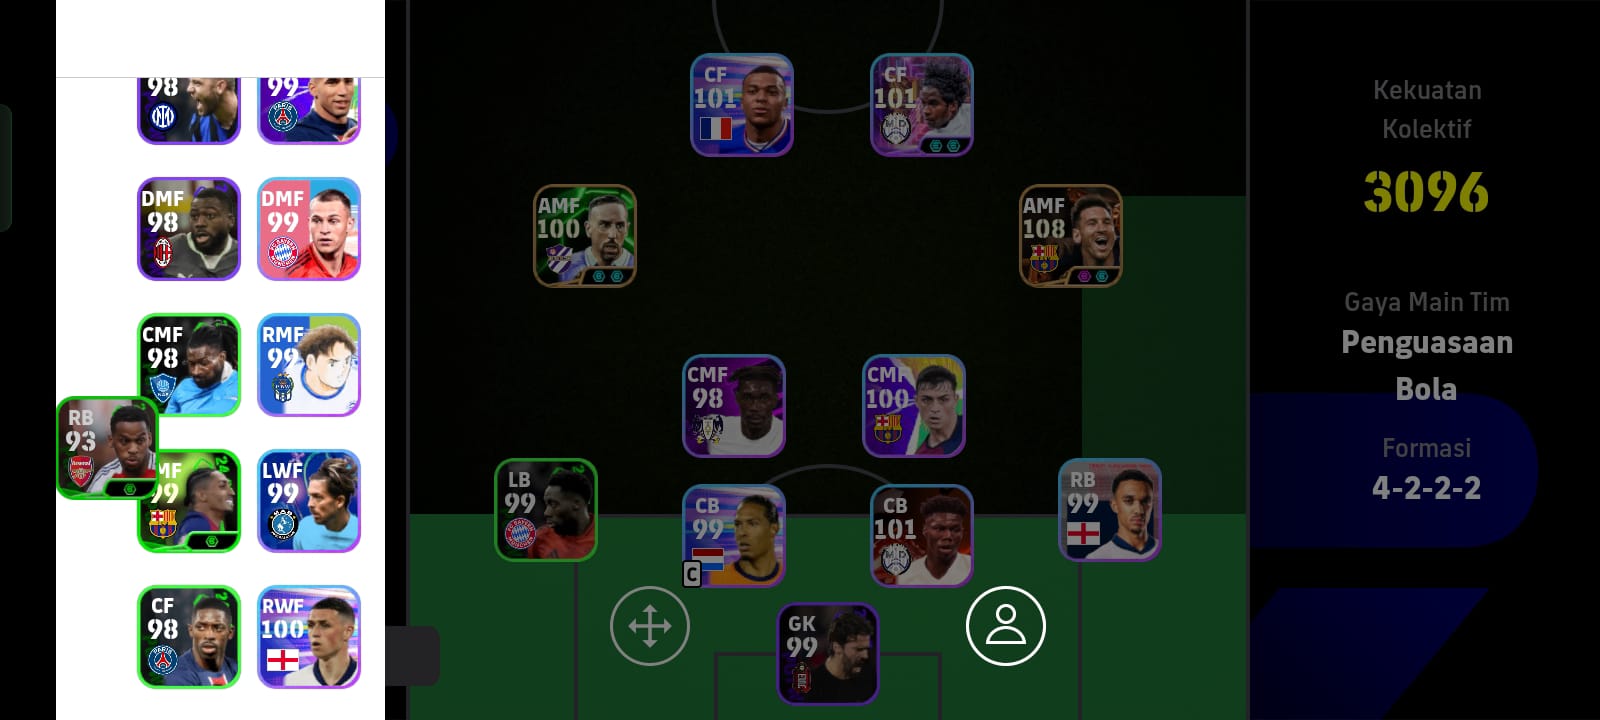 98
99
DMF
98
DMF
99
CMF
98
RMF
99
RB
93
Arsenal
MF
99
LWF
99
CF
98
PARIS
RWF
100
CF
101
CF
101
AMF
100
AMF
108
CMF
98
CMF
100
LB
99
CB
99
C
CB
101
RB
99
GK
99
Kekuatan
Kolektif
3096
Gaya Main Tim
Penguasaan
Bola
Formasi
4-2-2-2